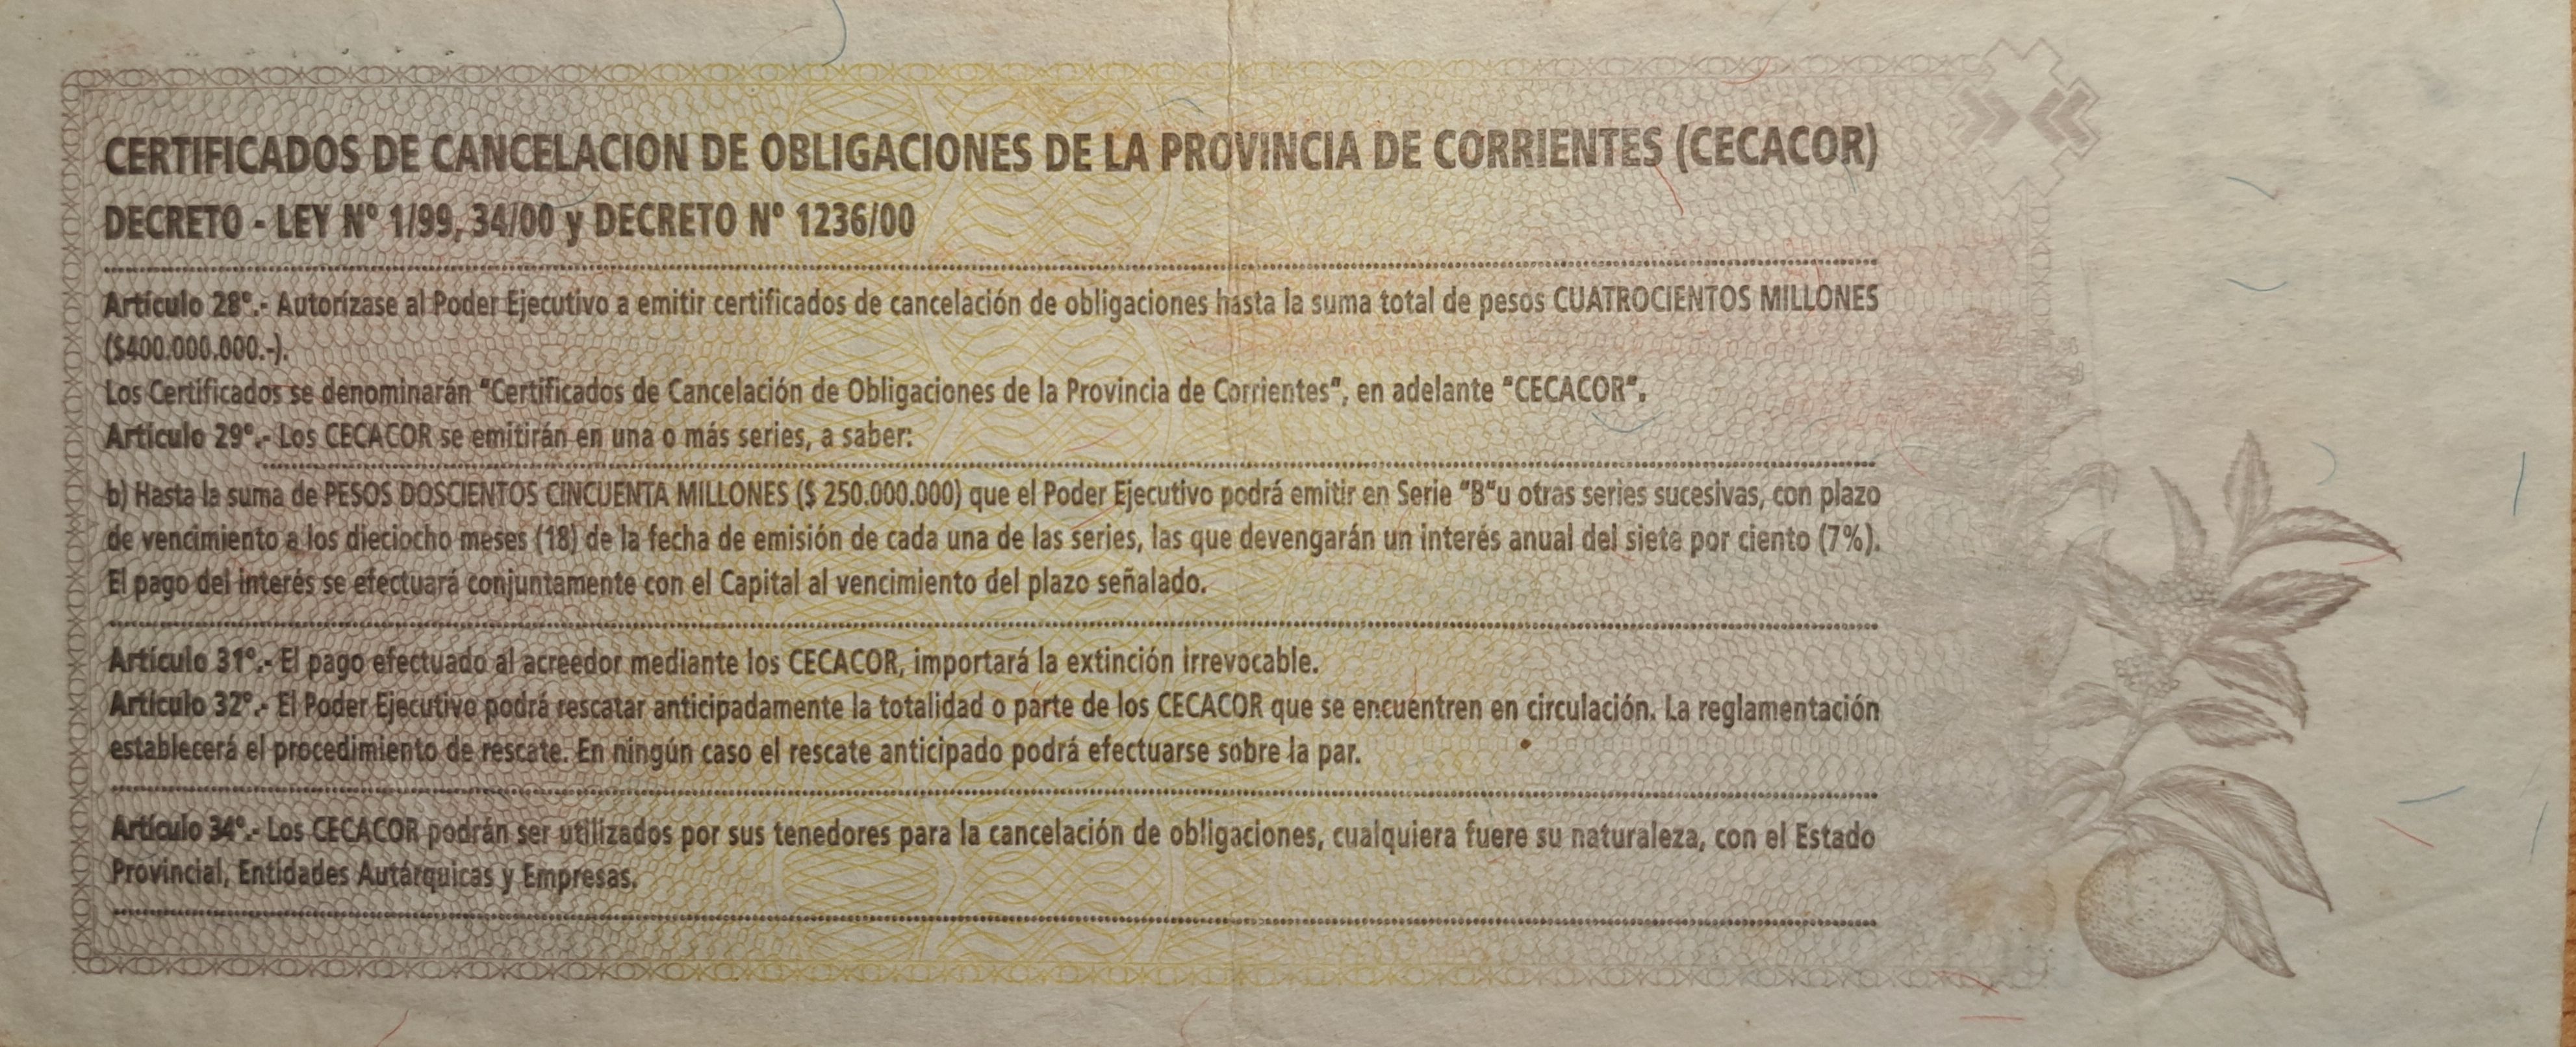 CERTIFICADOS DE CANCELACION DE OBLIGACIONES DE LA PROVINCIA DE CORRIENTES (CECACOR)
DECRETO - LEY Nº 1/99, 34/00 y DECRETO Nº 1236/00
Artículo 28º.- Autorízase al Poder Ejecutivo a emitir certificados de cancelación de obligaciones hasta la suma total de pesos CUATROCIENTOS MILLONES
($400.000.000.-).
Los Certificados se denominarán "Certificados de Cancelación de Obligaciones de la Provincia de Corrientes", en adelante "CECACOR".
Artículo 29º.- Los CECACOR se emitirán en una o más series, a saber:
b) Hasta la suma de PESOS DOSCIENTOS CINCUENTA MILLONES ($ 250.000.000) que el Poder Ejecutivo podrá emitir en Serie "B"u otras series sucesivas, con plazo
de vencimiento a los dieciocho meses (18) de la fecha de emisión de cada una de las series, las que devengarán un interés anual del siete por ciento (7%).
El pago del interés se efectuará conjuntamente con el Capital al vencimiento del plazo señalado.
Artículo 31º.- El pago efectuado al acreedor mediante los CECACOR, importará la extinción irrevocable.
Artículo 32º.- El Poder Ejecutivo podrá rescatar anticipadamente la totalidad o parte de los CECACOR que se encuentren en circulación. La reglamentación
establecerá el procedimiento de rescate. En ningún caso el rescate anticipado podrá efectuarse sobre la par.
Artículo 34º.- Los CECACOR podrán ser utilizados por sus tenedores para la cancelación de obligaciones, cualquiera fuere su naturaleza, con el Estado
Provincial, Entidades Autárquicas y Empresas.